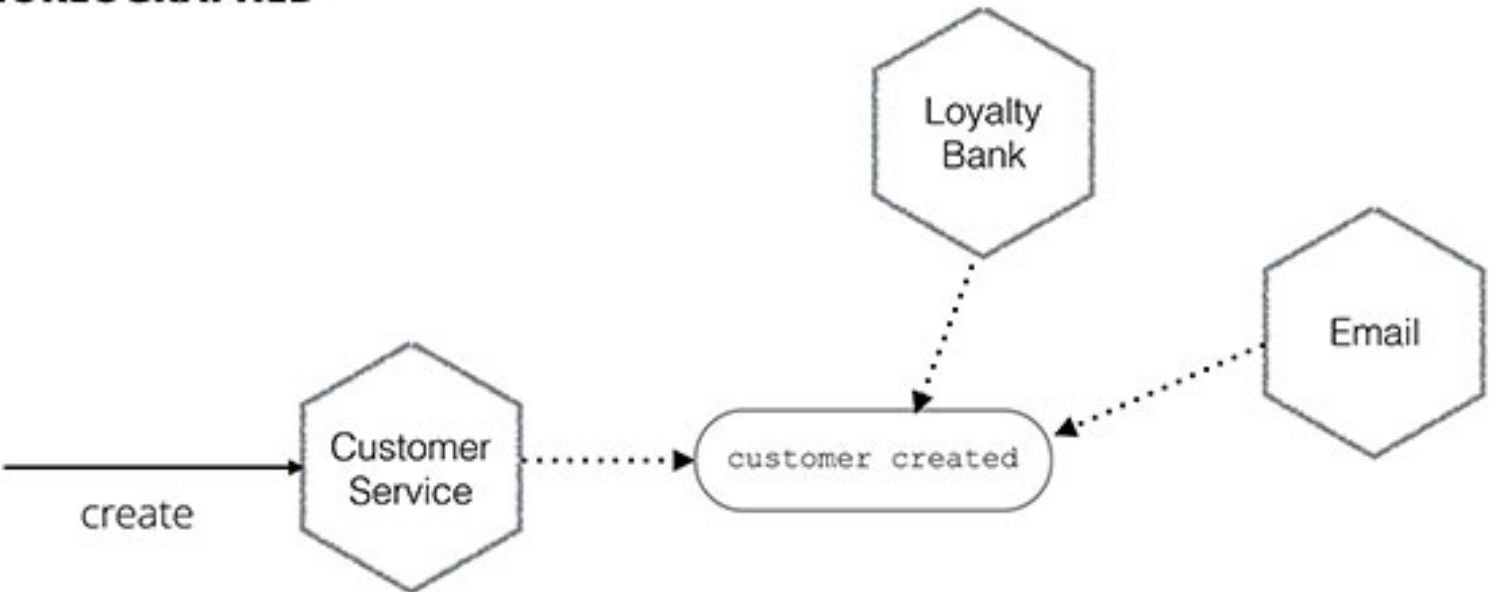 Loyalty
Bank
Email
Customer
Service
customer created
create